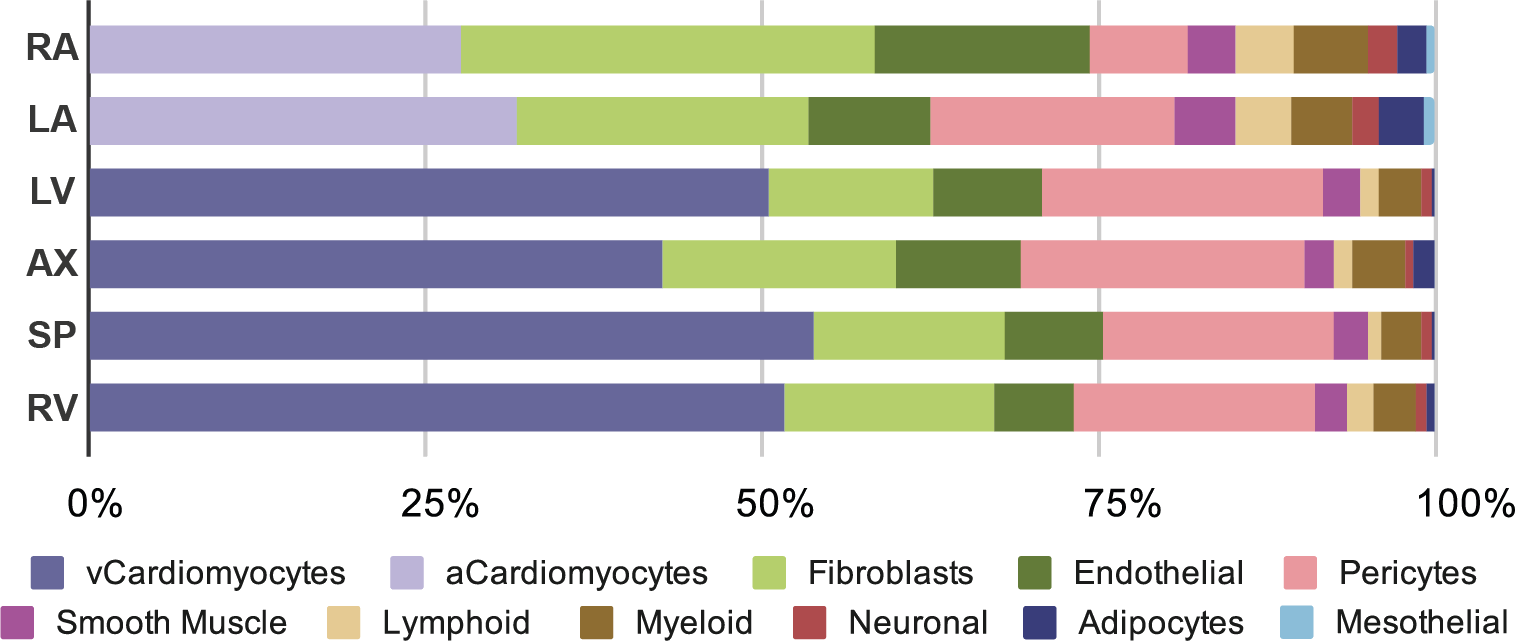 RA
LA
LV
AX
SP
RV
0% 25% 50% 75% 100%
vCardiomyocytes aCardiomyocytes Fibroblasts Endothelial Pericytes
Smooth Muscle Lymphoid Myeloid Neuronal Adipocytes Mesothelial